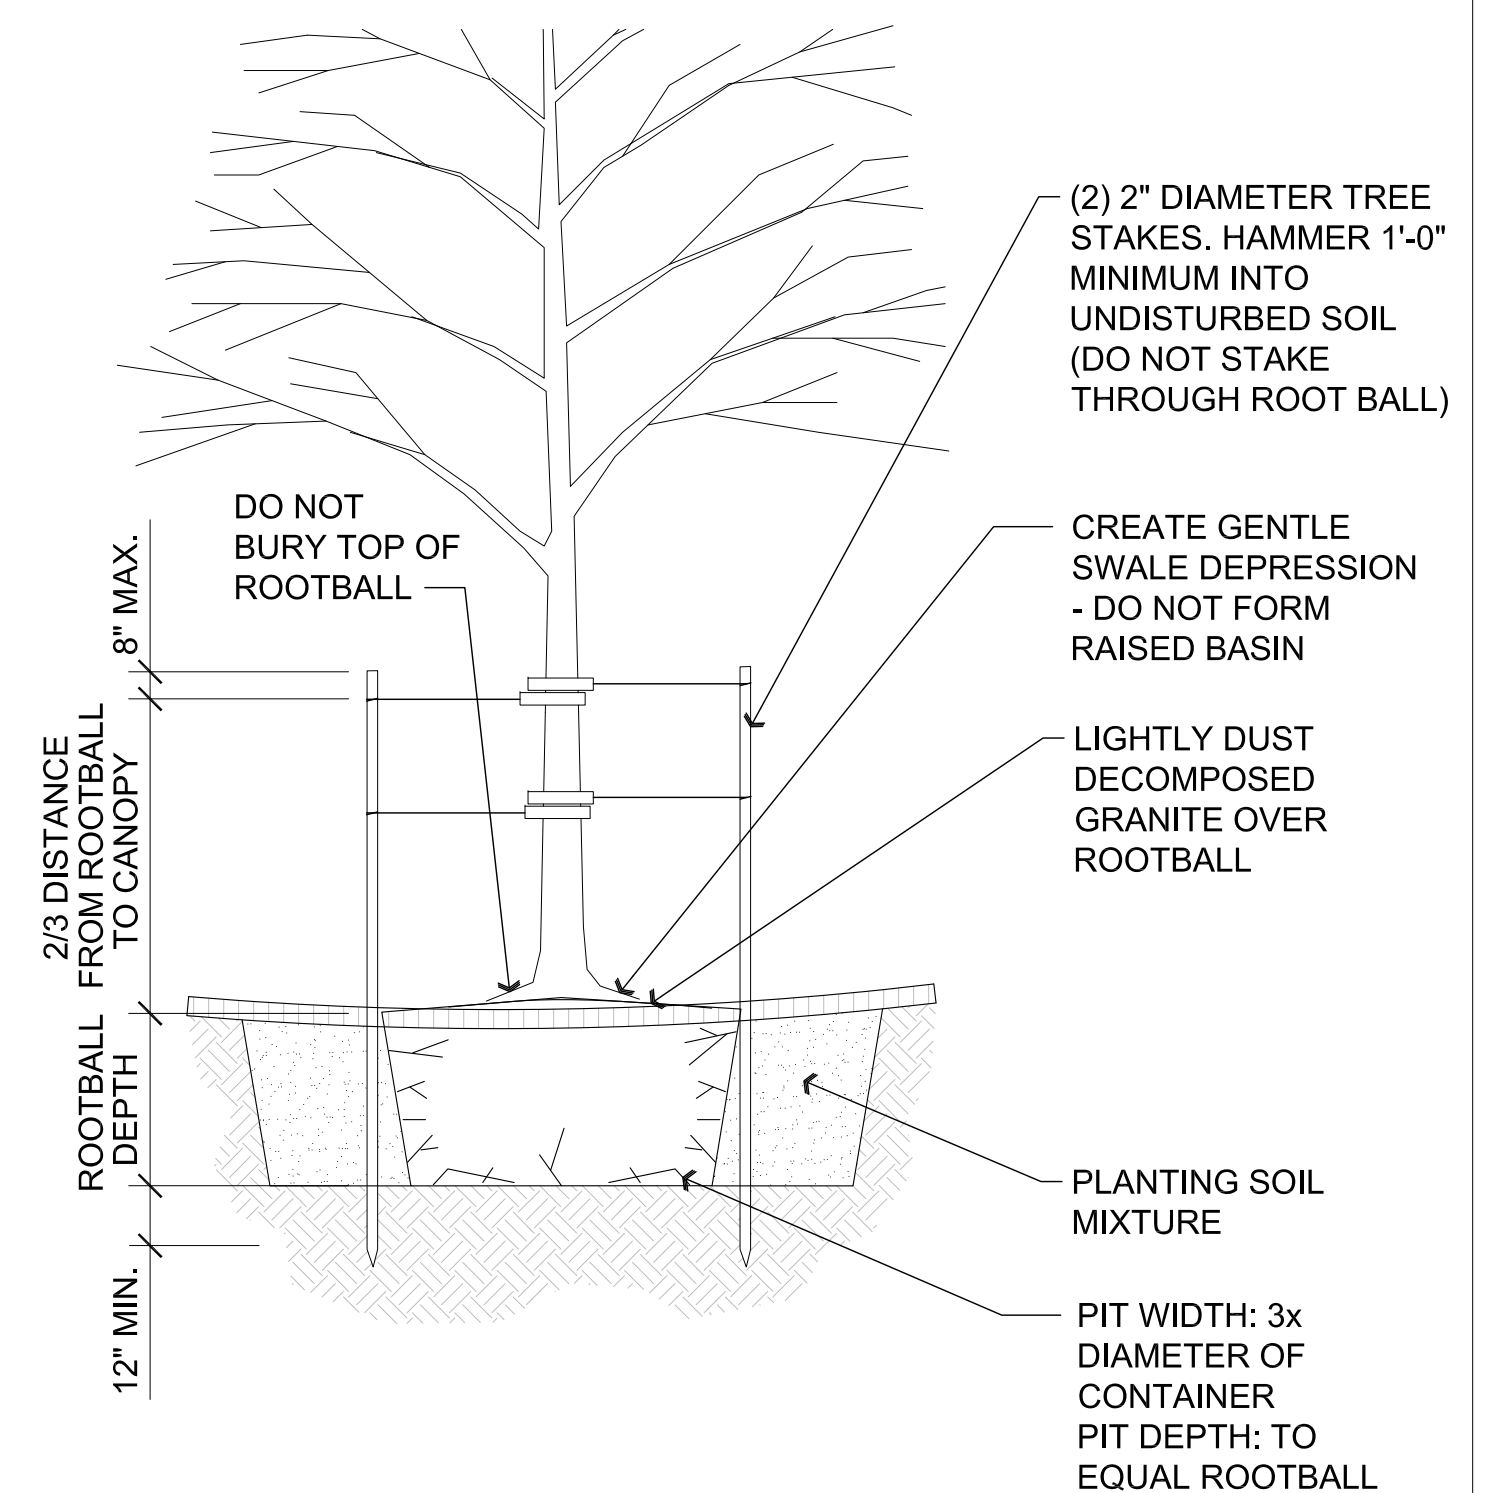 (2) 2" DIAMETER TREE
STAKES. HAMMER 1'-0"
MINIMUM INTO
UNDISTURBED SOIL
(DO NOT STAKE
THROUGH ROOT BALL)
DO NOT
BURY TOP OF
ROOTBALL
CREATE GENTLE
SWALE DEPRESSION
- DO NOT FORM
RAISED BASIN
LIGHTLY DUST
DECOMPOSED
GRANITE OVER
ROOTBALL
8" MAX.
2/3 DISTANCE
FROM ROOTBALL
TO CANOPY
ROOTBALL
DEPTH
12" MIN.
PLANTING SOIL
MIXTURE
PIT WIDTH: 3x
DIAMETER OF
CONTAINER
PIT DEPTH: TO
EQUAL ROOTBALL